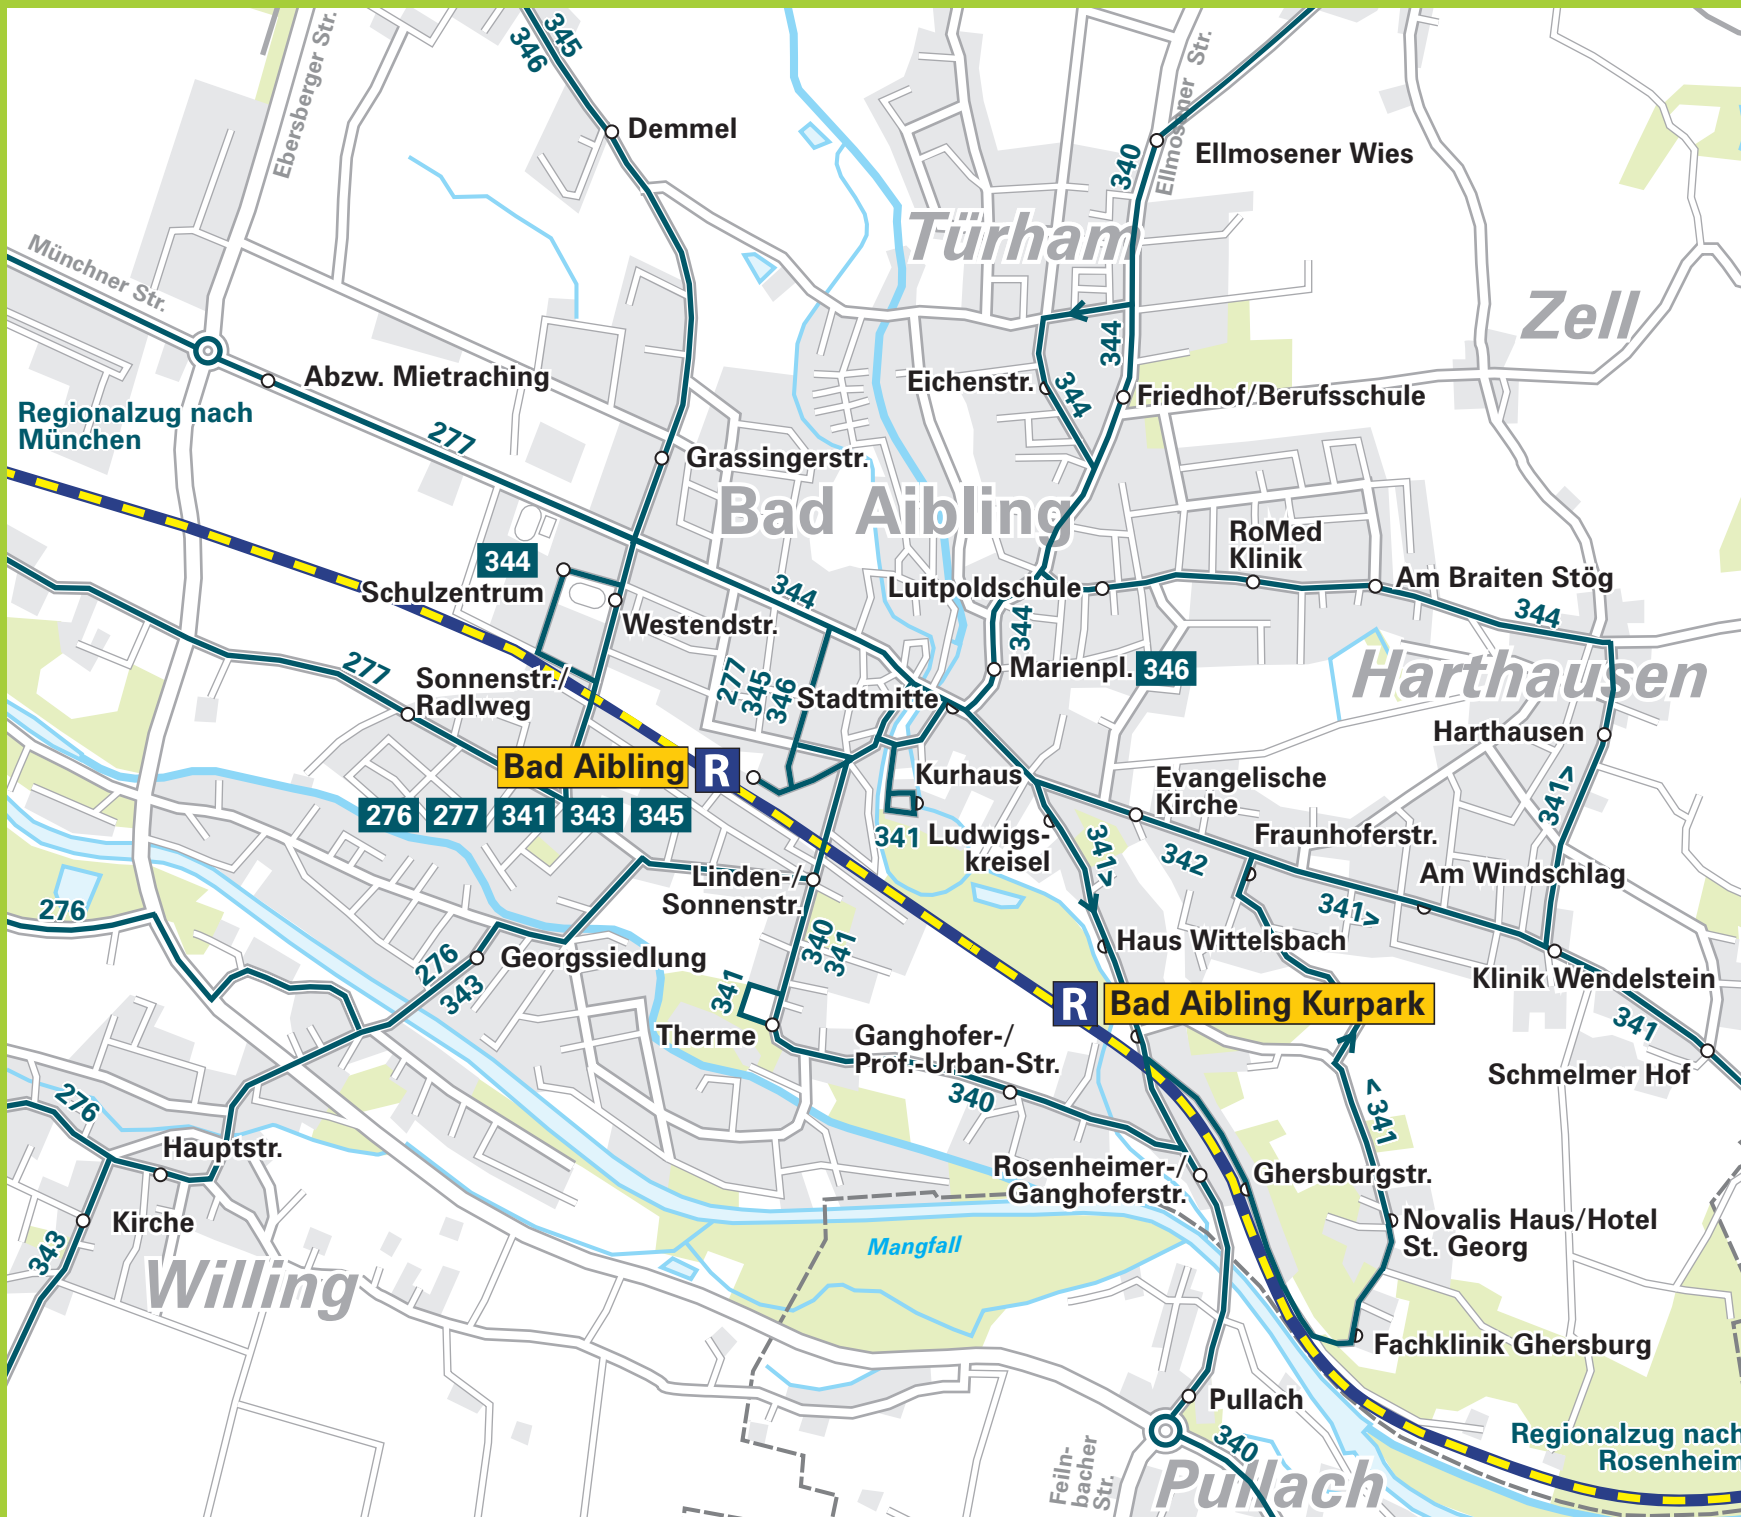 Ebersberger Str.
345
346
Demmel
Ellmosener Str.
340
Ellmosener Wies
Münchner Str.
Türham
Zell
344
Abzw. Mietraching
Eichenstr.
344
Friedhof/Berufsschule
Regionalzug nach
München
277
Grassingerstr.
Bad Aibling
RoMed
Klinik
344
Schulzentrum
344
Luitpoldschule
Am Braiten Stög
344
Westendstr.
344
Marienpl.
346
Harthausen
277
Sonnenstr./
Radlweg
277
345
346
Stadtmitte
Harthausen
Bad Aibling
R
Kurhaus
Evangelische
Kirche
341>
276
277
341
343
345
341
Ludwigs-
kreisel
341>
342
Fraunhoferstr.
Am Windschlag
Linden-/
Sonnenstr.
276
341>
340
341
Haus Wittelsbach
Georgssiedlung
276
343
Klinik Wendelstein
341
R
Bad Aibling Kurpark
341
Therme
Ganghofer-/
Prof.-Urban-Str.
340
Schmelmer Hof
276
<341
Hauptstr.
Rosenheimer-/
Ganghoferstr.
Ghersburgstr.
Kirche
343
Novalis Haus/Hotel
St. Georg
Mangfall
Willing
Fachklinik Ghersburg
Pullach
340
Regionalzug nach
Rosenheim
Feiln-
bacher
Str.
Pullach